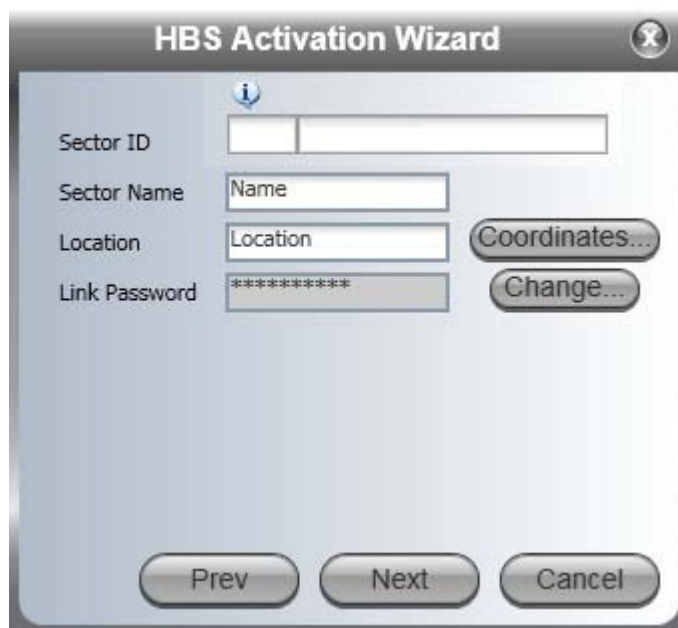 HBS Activation Wizard
Sector ID
Sector Name Name
Location Location Coordinates...
Link Password ********** Change...
Prev Next Cancel